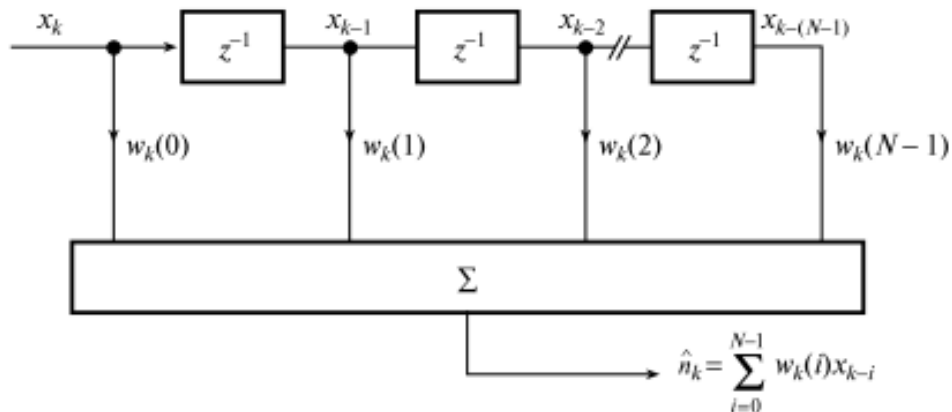 x_k x_{k–1} x_{k–2} x_{k–(N–1)}
z^{–1} z^{–1} z^{–1}
w_k(0) w_k(1) w_k(2) w_k(N – 1)
Σ
n̂_k = \sum_{i=0}^{N–1} w_k(i)x_{k–i}